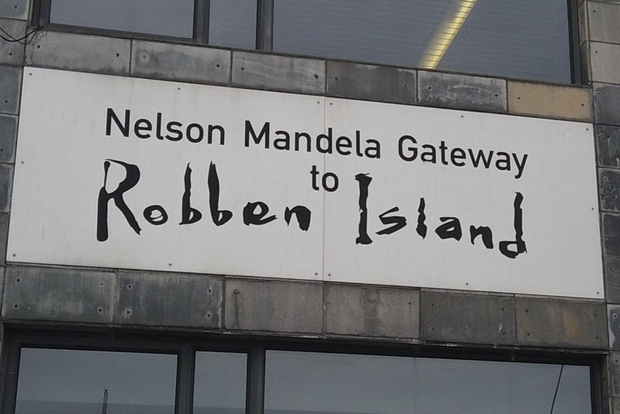 Nelson Mandela Gateway
to
Robben Island